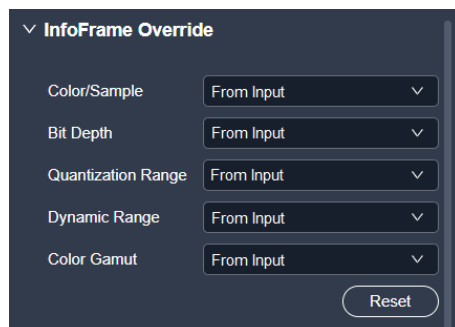 InfoFrame Override
Color/Sample From Input
Bit Depth From Input
Quantization Range From Input
Dynamic Range From Input
Color Gamut From Input
Reset